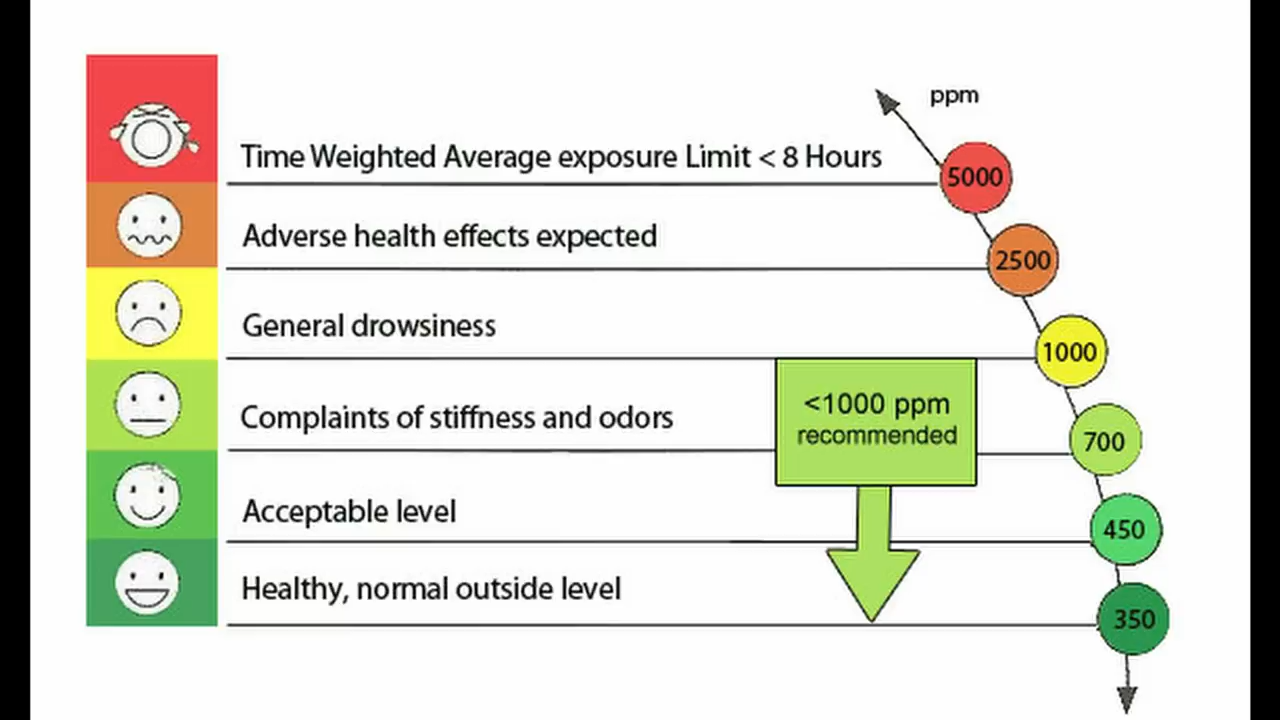 ppm
Time Weighted Average exposure Limit < 8 Hours
5000
Adverse health effects expected
2500
General drowsiness
1000
<1000 ppm
recommended
Complaints of stiffness and odors
700
Acceptable level
450
Healthy, normal outside level
350